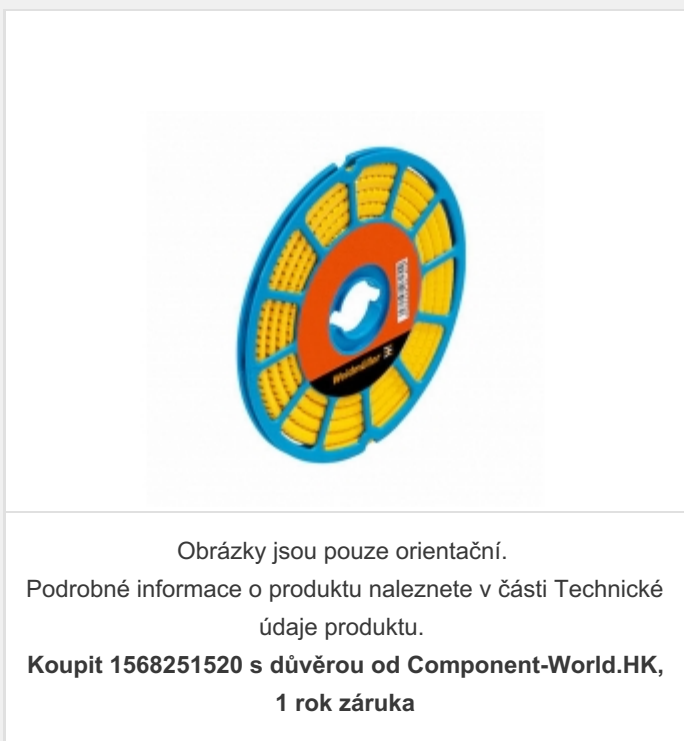 Weidmüller
Obrázky jsou pouze orientační.
Podrobné informace o produktu naleznete v části Technické
údaje produktu.
Koupit 1568251520 s důvěrou od Component-World.HK,
1 rok záruka